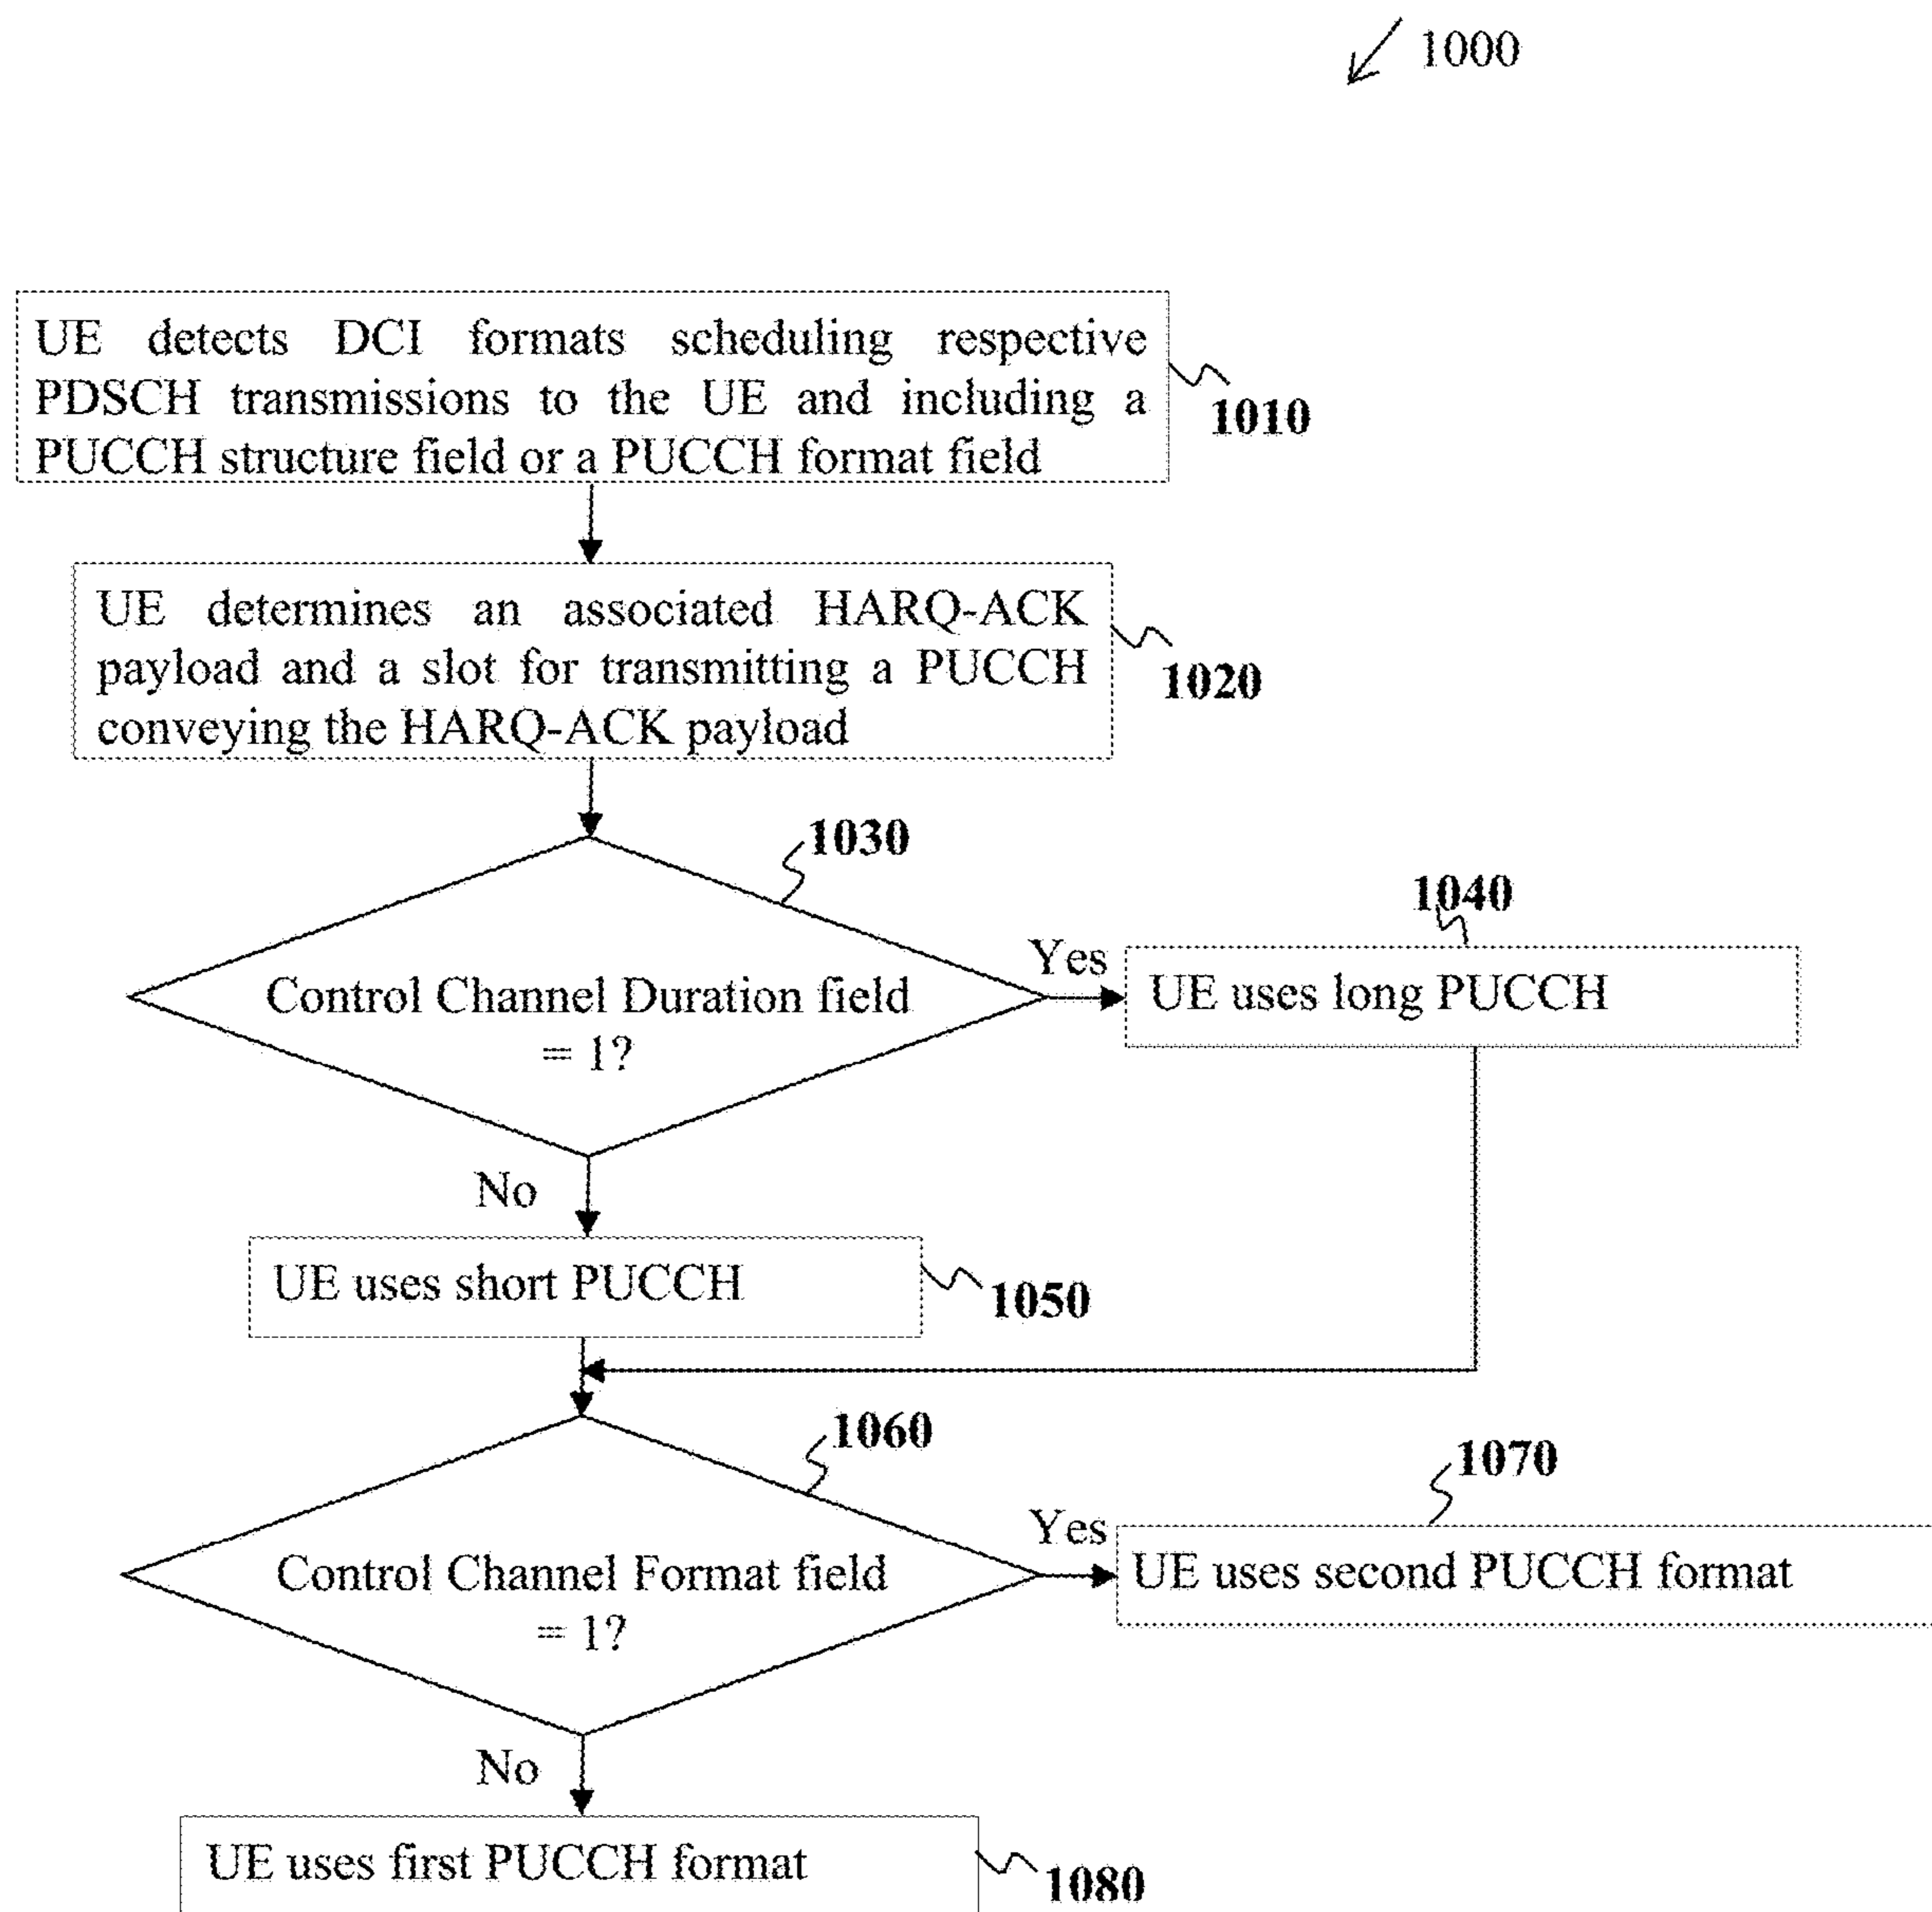 1000
UE detects DCI formats scheduling respective
PDSCH transmissions to the UE and including a
PUCCH structure field or a PUCCH format field
1010
UE determines an associated HARQ-ACK
payload and a slot for transmitting a PUCCH
conveying the HARQ-ACK payload
1020
1030
Control Channel Duration field
= 1?
Yes
1040
UE uses long PUCCH
No
UE uses short PUCCH
1050
1060
Control Channel Format field
= 1?
Yes
1070
UE uses second PUCCH format
No
UE uses first PUCCH format
1080